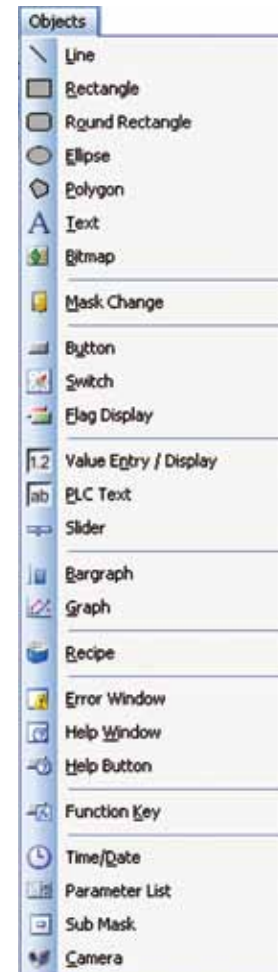 Objects
Line
Rectangle
Round Rectangle
Ellipse
Polygon
A Text
Bitmap
Mask Change
Button
Switch
Flag Display
1.2 Value Entry / Display
ab PLC Text
Slider
Bargraph
Graph
Recipe
Error Window
Help Window
Help Button
Function Key
Time/Date
Parameter List
Sub Mask
Camera